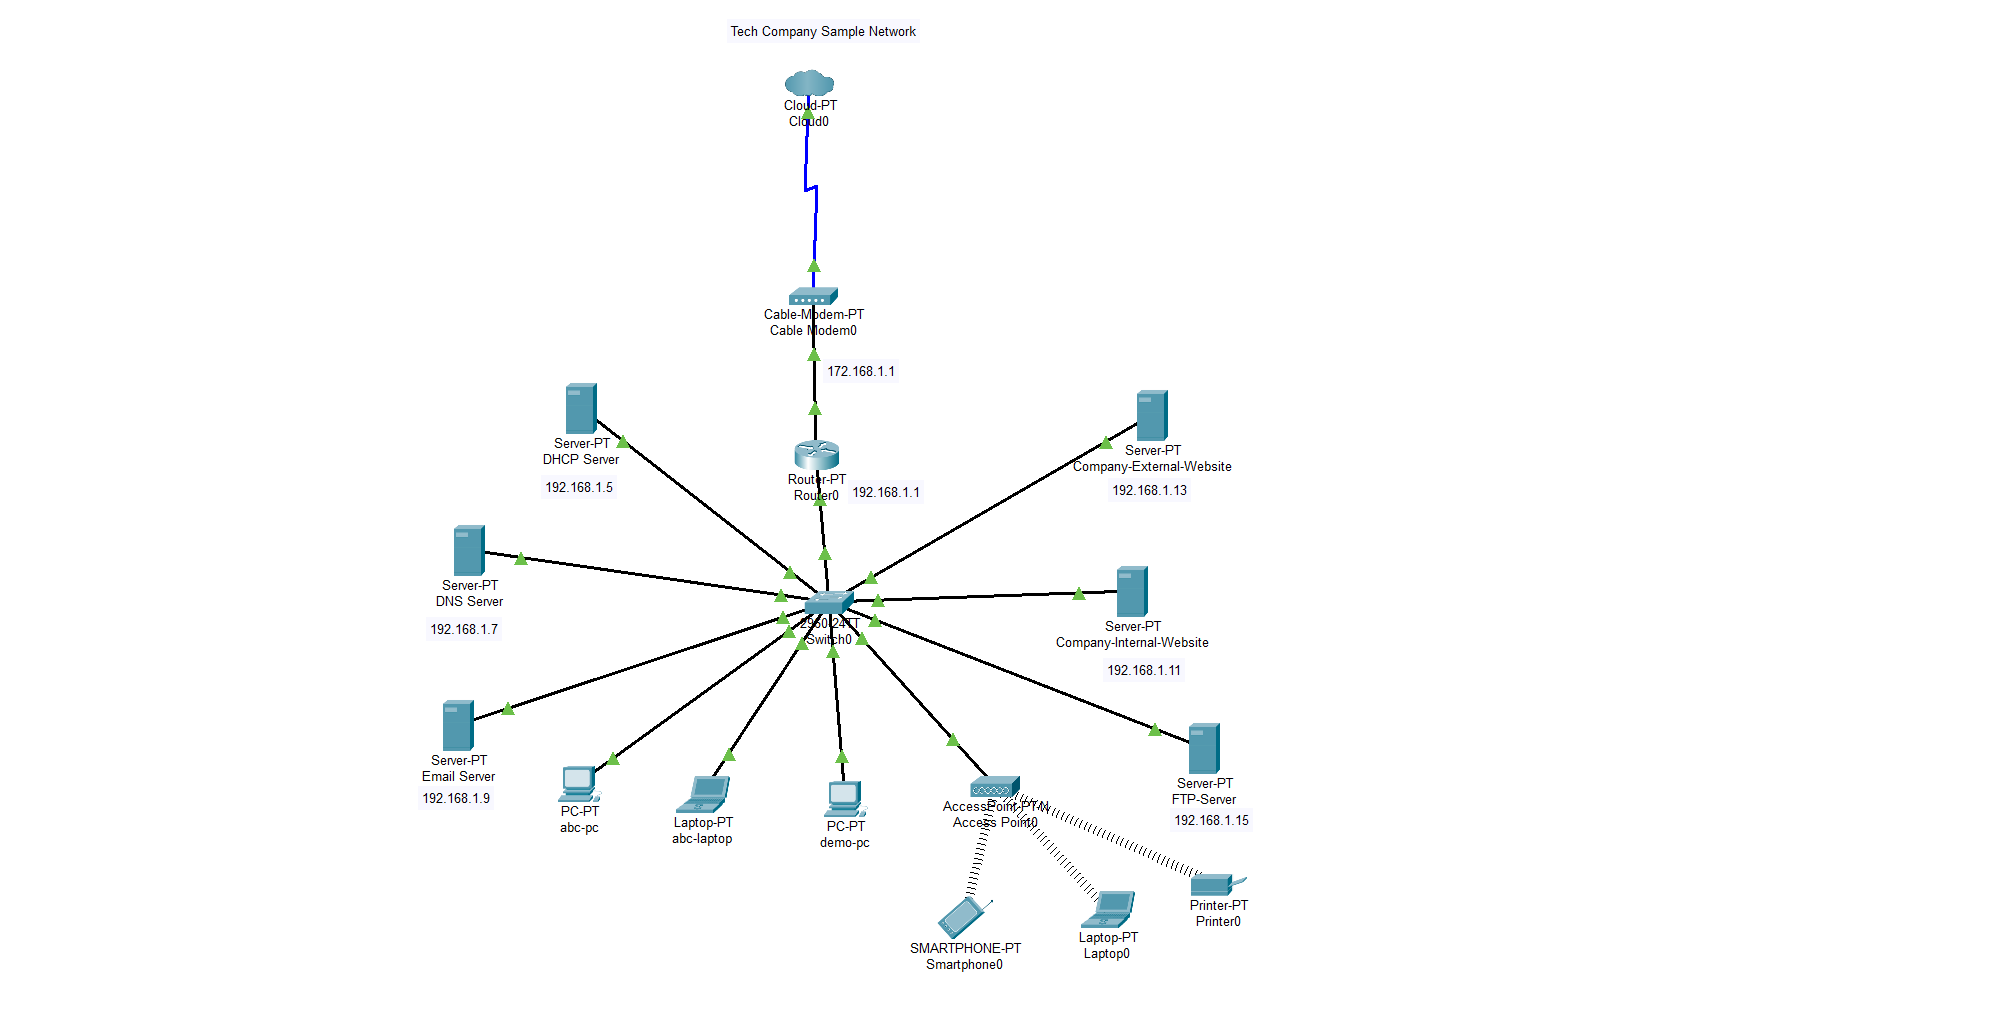 Tech Company Sample Network
Cloud-PT
Cloud0
Cable-Modem-PT
Cable Modem0
172.168.1.1
Server-PT
DHCP Server
192.168.1.5
Router-PT
Router0
192.168.1.1
Server-PT
Company-External-Website
192.168.1.13
Server-PT
DNS Server
192.168.1.7
2960-24TT
Switch0
Server-PT
Company-Internal-Website
192.168.1.11
Server-PT
Email Server
192.168.1.9
PC-PT
abc-pc
Laptop-PT
abc-laptop
PC-PT
demo-pc
AccessPoint-PT-N
Access Point0
Server-PT
FTP-Server
192.168.1.15
SMARTPHONE-PT
Smartphone0
Laptop-PT
Laptop0
Printer-PT
Printer0